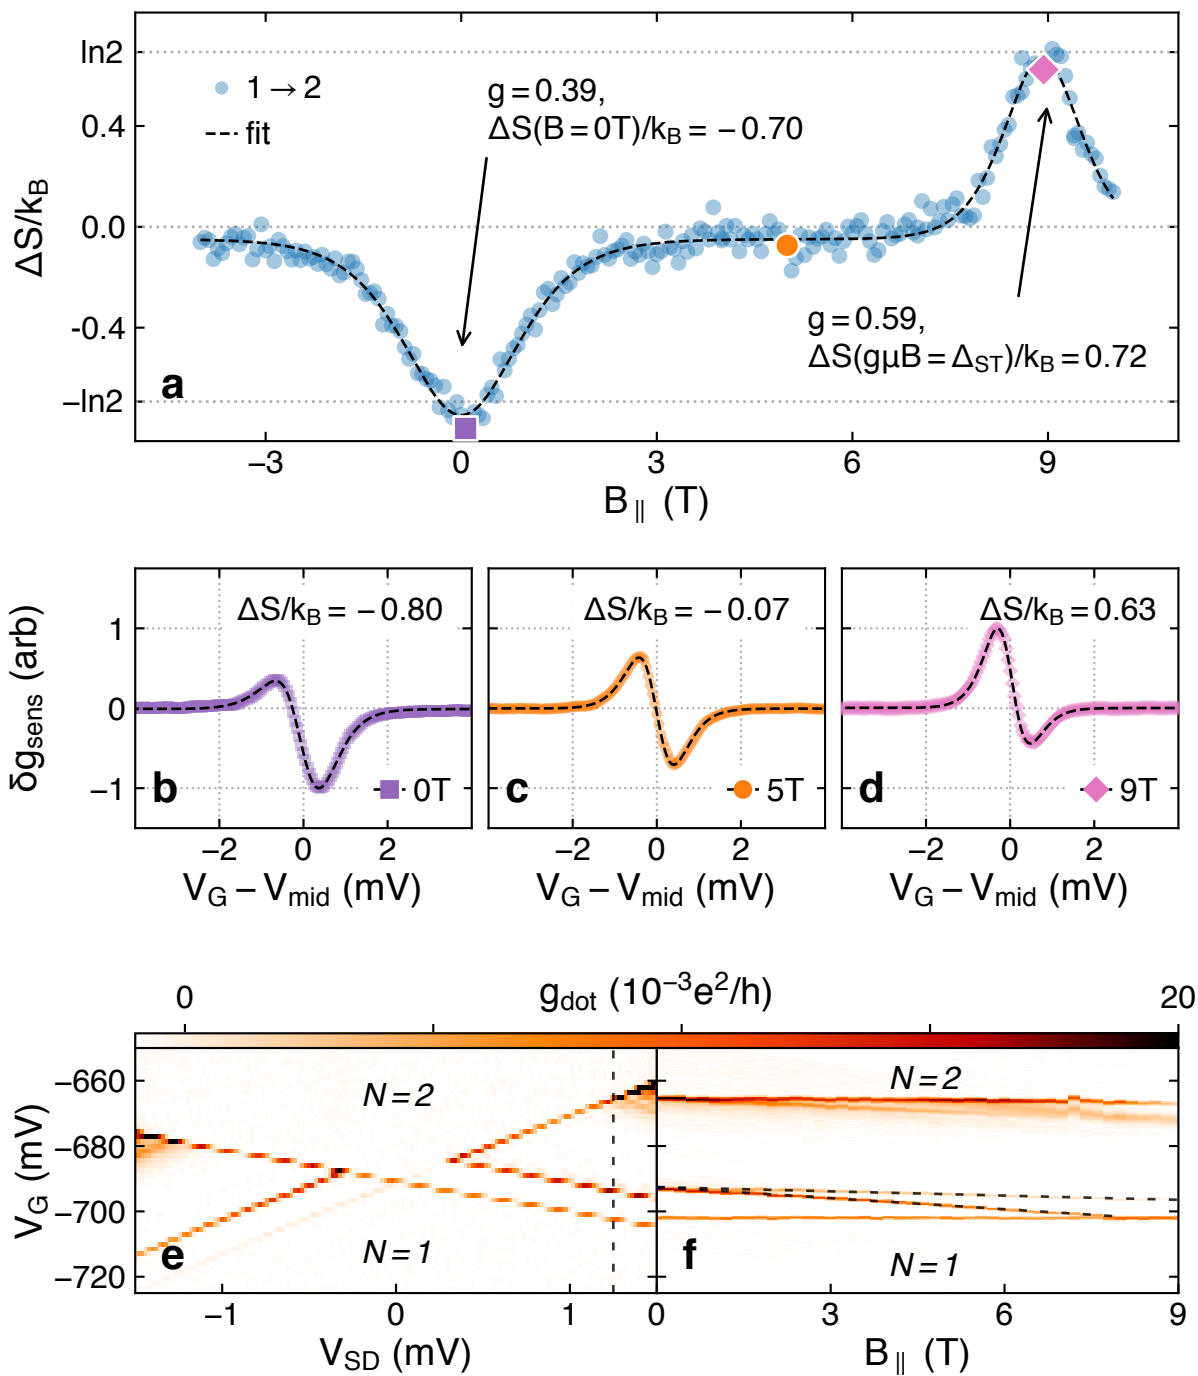 ln2
0.4
0.0
-0.4
−ln2
ΔS/k_B
1→2
fit
g=0.39,
ΔS(B=0T)/k_B=−0.70
g=0.59,
ΔS(gμB=Δ_ST)/k_B=0.72
a
−3 0 3 6 9
B_∥ (T)
δg_sens (arb)
1
0
−1
ΔS/k_B=−0.80
b
0T
−2 0 2
V_G−V_mid (mV)
ΔS/k_B=−0.07
c
5T
−2 0 2
V_G−V_mid (mV)
ΔS/k_B=0.63
d
9T
−2 0 2
V_G−V_mid (mV)
0 g_dot (10⁻³e²/h) 20
V_G (mV)
−660
−680
−700
−720
N=2
N=1
e
−1 0 1
V_SD (mV)
N=2
N=1
f
0 3 6 9
B_∥ (T)